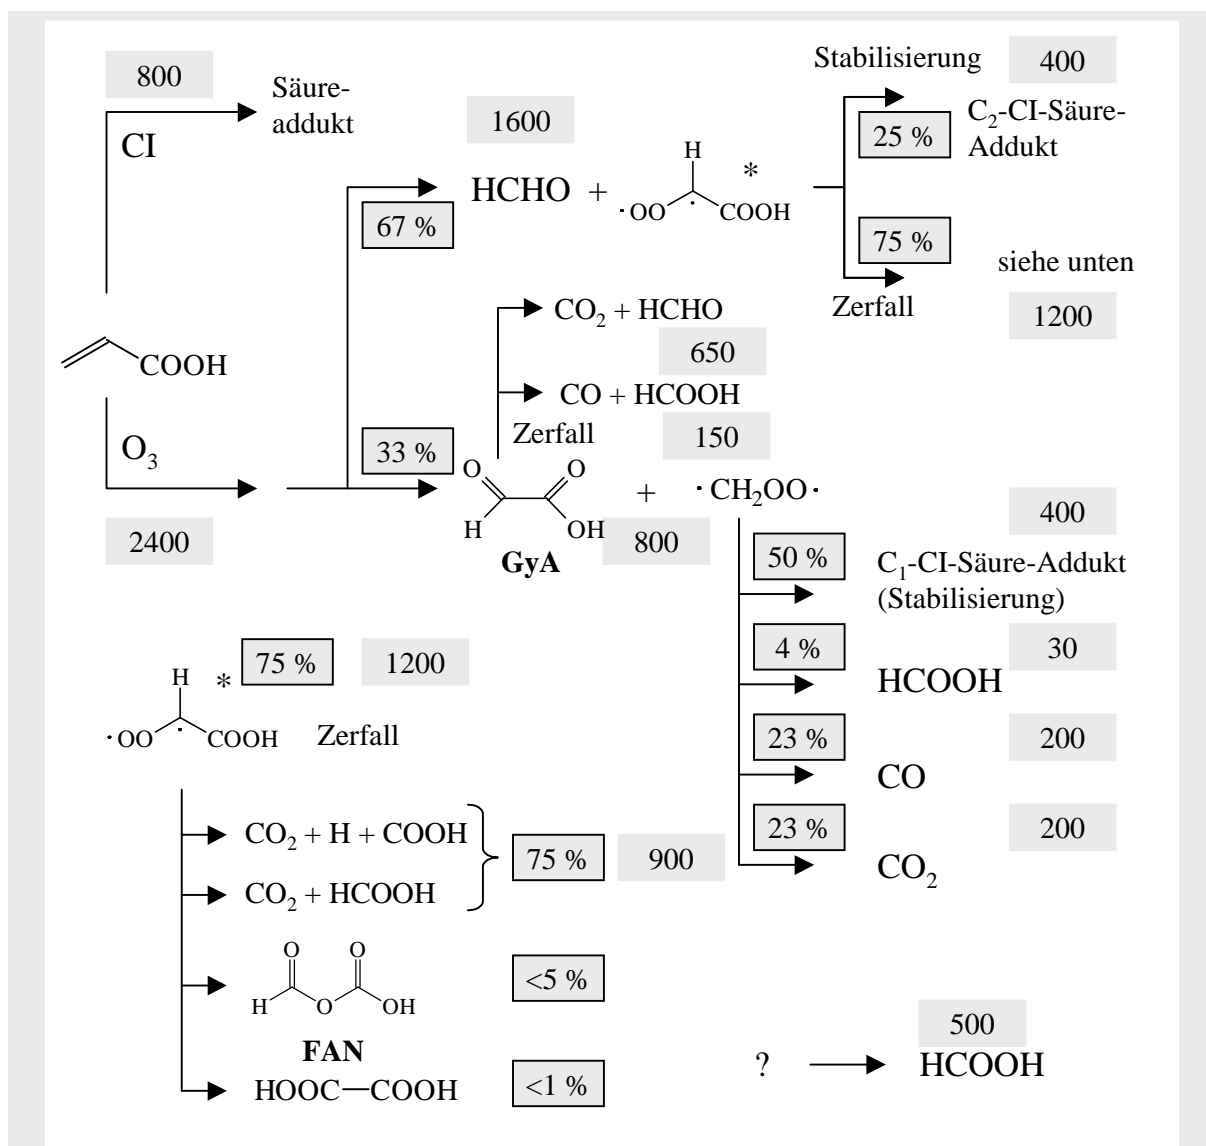 800
Säure-
addukt
CI
1600
HCHO + ·OO H · COOH *
67 %
Stabilisierung
400
25 %
C₂-CI-Säure-
Addukt
75 %
siehe unten
Zerfall
1200
COOH
CO₂ + HCHO
650
CO + HCOOH
Zerfall
150
O₃
33 %
2400
O O H OH
GyA
800
+ ·CH₂OO·
400
50 %
C₁-CI-Säure-Addukt
(Stabilisierung)
4 %
30
HCOOH
23 %
200
CO
23 %
200
CO₂
75 %
1200
H *
·OO · COOH
Zerfall
CO₂ + H + COOH
75 %
900
CO₂ + HCOOH
O O
H O OH
<5 %
FAN
HOOC—COOH
<1 %
500
? HCOOH